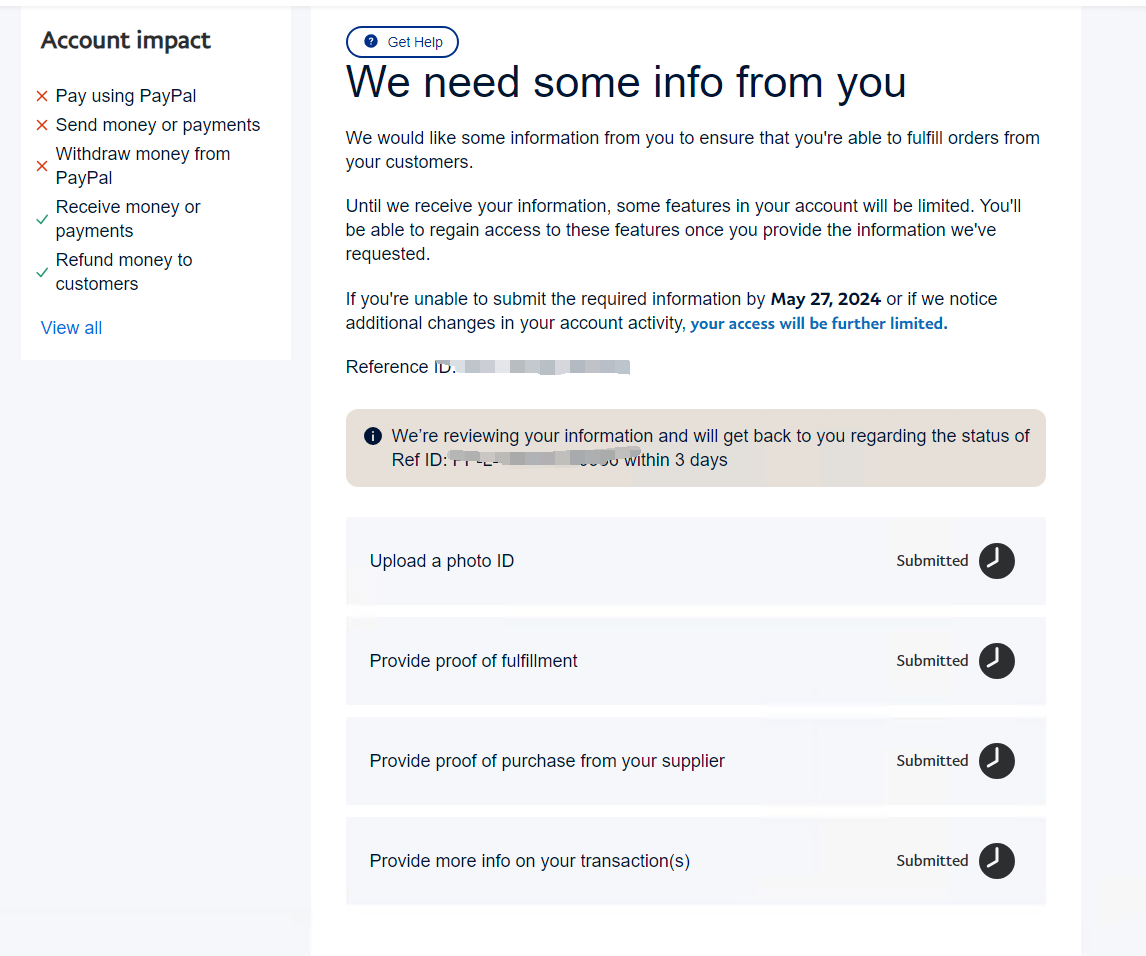 Account impact
Pay using PayPal
Send money or payments
Withdraw money from
PayPal
Receive money or
payments
Refund money to
customers
View all
Get Help
We need some info from you
We would like some information from you to ensure that you're able to fulfill orders from
your customers.
Until we receive your information, some features in your account will be limited. You'll
be able to regain access to these features once you provide the information we've
requested.
If you're unable to submit the required information by May 27, 2024 or if we notice
additional changes in your account activity, your access will be further limited.
Reference ID:
We’re reviewing your information and will get back to you regarding the status of
Ref ID: within 3 days
Upload a photo ID Submitted
Provide proof of fulfillment Submitted
Provide proof of purchase from your supplier Submitted
Provide more info on your transaction(s) Submitted